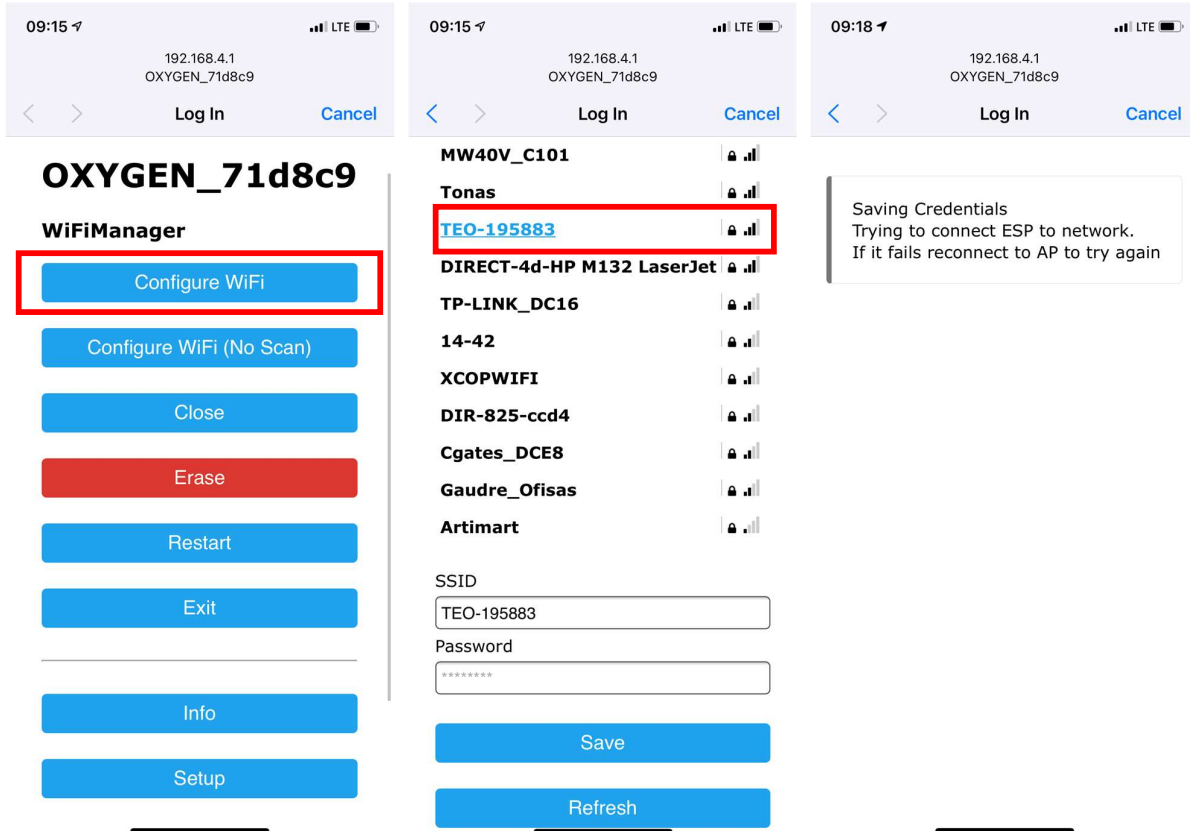 09:15
LTE
192.168.4.1
OXYGEN_71d8c9
Log In
Cancel
OXYGEN_71d8c9
WiFiManager
Configure WiFi
Configure WiFi (No Scan)
Close
Erase
Restart
Exit
Info
Setup
09:15
LTE
192.168.4.1
OXYGEN_71d8c9
Log In
Cancel
MW40V_C101
Tonas
TEO-195883
DIRECT-4d-HP M132 LaserJet
TP-LINK_DC16
14-42
XCOPWIFI
DIR-825-ccd4
Cgates_DCE8
Gaudre_Ofisas
Artimart
SSID
TEO-195883
Password
********
Save
Refresh
09:18
LTE
192.168.4.1
OXYGEN_71d8c9
Log In
Cancel
Saving Credentials
Trying to connect ESP to network.
If it fails reconnect to AP to try again